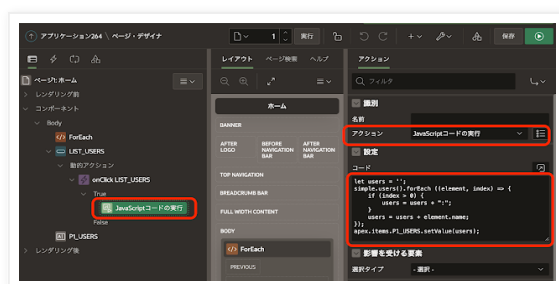 アプリケーション264 \ ページ・デザイナ
1
実行
保存
ページ1: ホーム
レンダリング前
コンポーネント
Body
ForEach
LIST_USERS
動的アクション
onClick LIST_USERS
True
JavaScriptコードの実行
False
P1_USERS
レンダリング後
レイアウト
ページ検索
ヘルプ
ホーム
BANNER
AFTER LOGO
BEFORE NAVIGATION BAR
AFTER NAVIGATION BAR
TOP NAVIGATION
BREADCRUMB BAR
FULL WIDTH CONTENT
BODY
ForEach
PREVIOUS
アクション
フィルタ
識別
名前
アクション
JavaScriptコードの実行
設定
コード
let users = '';
simple.users().forEach ((element, index) => {
if (index > 0) {
users = users + ":";
}
users = users + element.name;
});
apex.items.P1_USERS.setValue(users);
影響を受ける要素
選択タイプ
- 選択 -